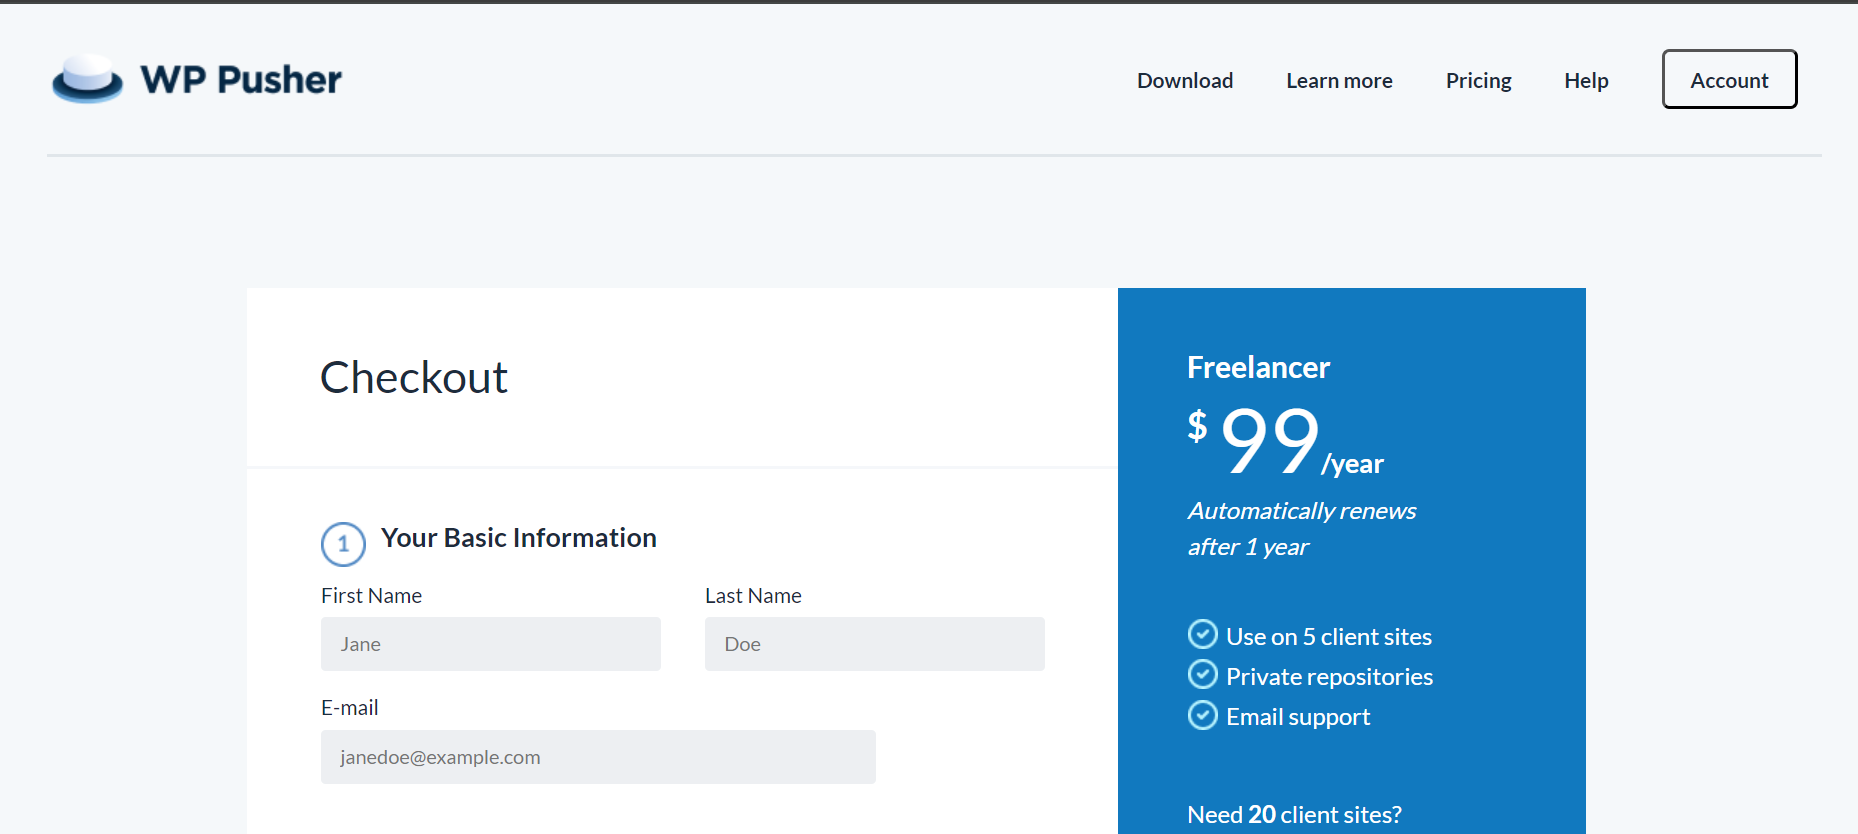 WP Pusher
Download
Learn more
Pricing
Help
Account
Checkout
1 Your Basic Information
First Name
Jane
Last Name
Doe
E-mail
janedoe@example.com
Freelancer
$ 99/year
Automatically renews
after 1 year
Use on 5 client sites
Private repositories
Email support
Need 20 client sites?